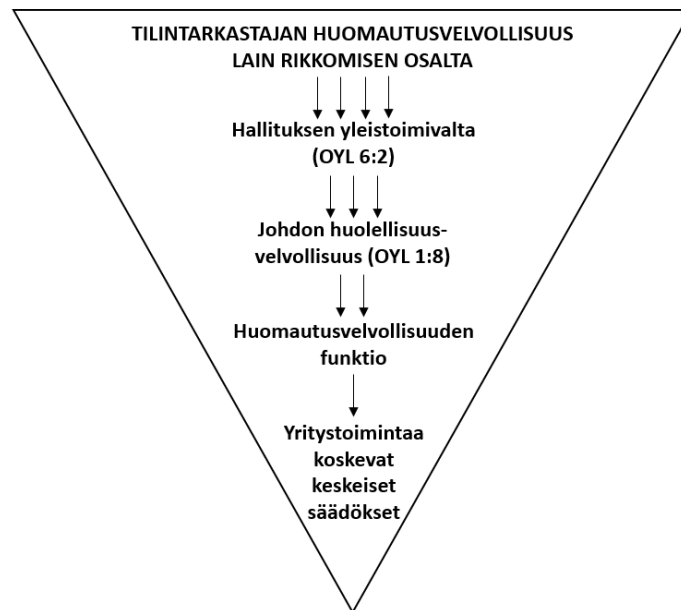 TILINTARKASTAJAN HUOMAUTUSVELVOLLISUUS
LAIN RIKKOMISEN OSALTA
Hallituksen yleistoimivalta
(OYL 6:2)
Johdon huolellisuus-
velvollisuus (OYL 1:8)
Huomautusvelvollisuuden
funktio
Yritystoimintaa
koskevat
keskeiset
säädökset